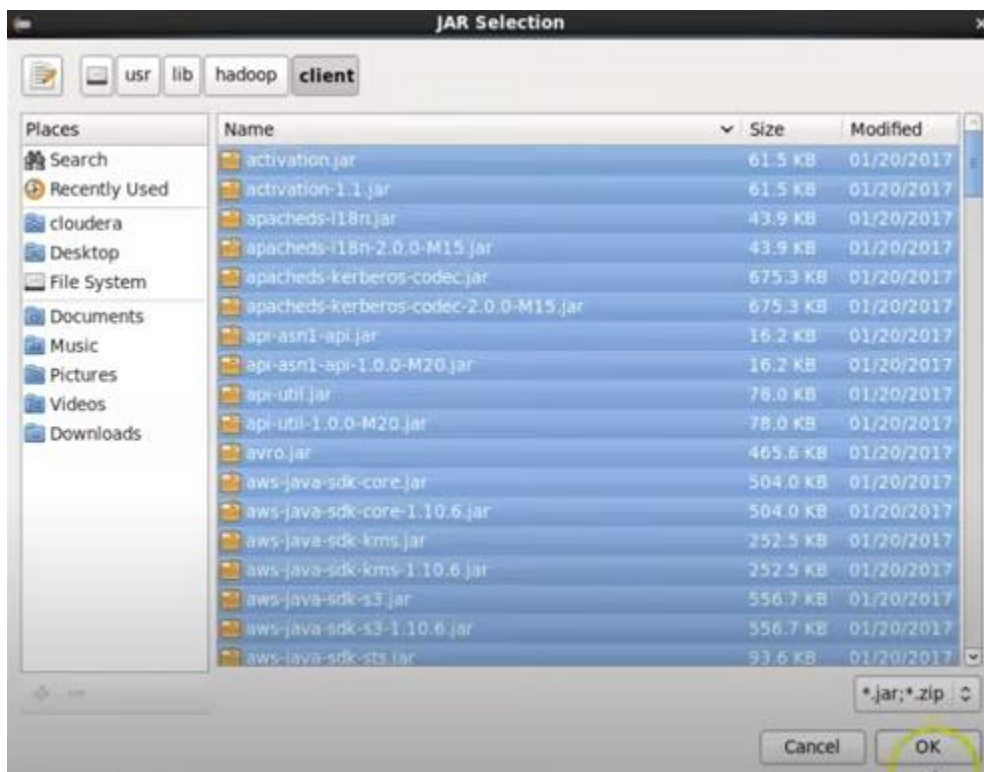 JAR Selection
usr lib hadoop client
Places Name Size Modified
Search activation.jar 61.5 KB 01/20/2017
Recently Used activation-1.1.jar 61.5 KB 01/20/2017
cloudera apacheds-i18n.jar 43.9 KB 01/20/2017
Desktop apacheds-i18n-2.0.0-M15.jar 43.9 KB 01/20/2017
File System apacheds-kerberos-codec.jar 675.3 KB 01/20/2017
Documents apacheds-kerberos-codec-2.0.0-M15.jar 675.3 KB 01/20/2017
Music api-asn1-api.jar 16.2 KB 01/20/2017
Pictures api-asn1-api-1.0.0-M20.jar 16.2 KB 01/20/2017
Videos api-util.jar 78.0 KB 01/20/2017
Downloads api-util-1.0.0-M20.jar 78.0 KB 01/20/2017
avro.jar 465.6 KB 01/20/2017
aws-java-sdk-core.jar 504.0 KB 01/20/2017
aws-java-sdk-core-1.10.6.jar 504.0 KB 01/20/2017
aws-java-sdk-kms.jar 252.5 KB 01/20/2017
aws-java-sdk-kms-1.10.6.jar 252.5 KB 01/20/2017
aws-java-sdk-s3.jar 556.7 KB 01/20/2017
aws-java-sdk-s3-1.10.6.jar 556.7 KB 01/20/2017
aws-java-sdk-sts.jar 93.6 KB 01/20/2017
*.jar;*.zip
Cancel OK